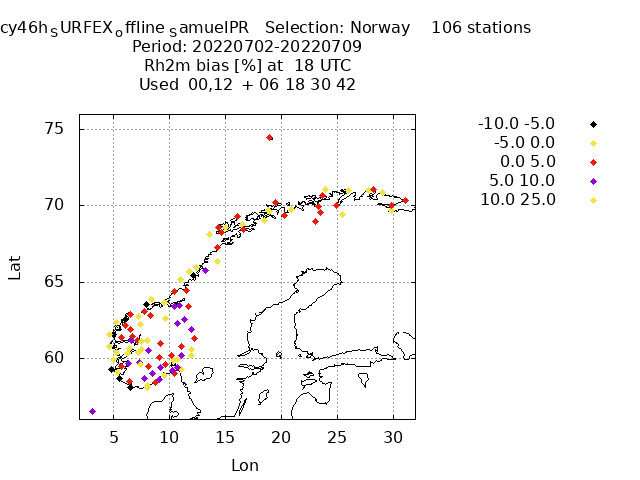 cy46h_SURFEX_offline_SamuelPR Selection: Norway 106 stations
Period: 20220702-20220709
Rh2m bias [%] at 18 UTC
Used 00,12 + 06 18 30 42
-10.0 -5.0
-5.0 0.0
0.0 5.0
5.0 10.0
10.0 25.0
75
70
65
60
Lat
5 10 15 20 25 30
Lon